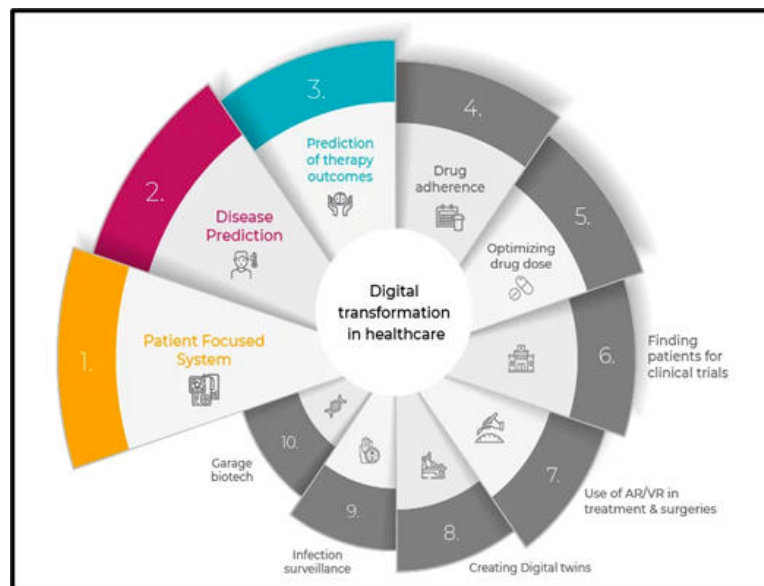 1.
Patient Focused
System
2.
Disease
Prediction
3.
Prediction
of therapy
outcomes
4.
Drug
adherence
5.
Optimizing
drug dose
6.
Finding
patients for
clinical trials
7.
Use of AR/VR in
treatment & surgeries
8.
Creating Digital twins
9.
Infection
surveillance
10.
Garage
biotech
Digital
transformation
in healthcare